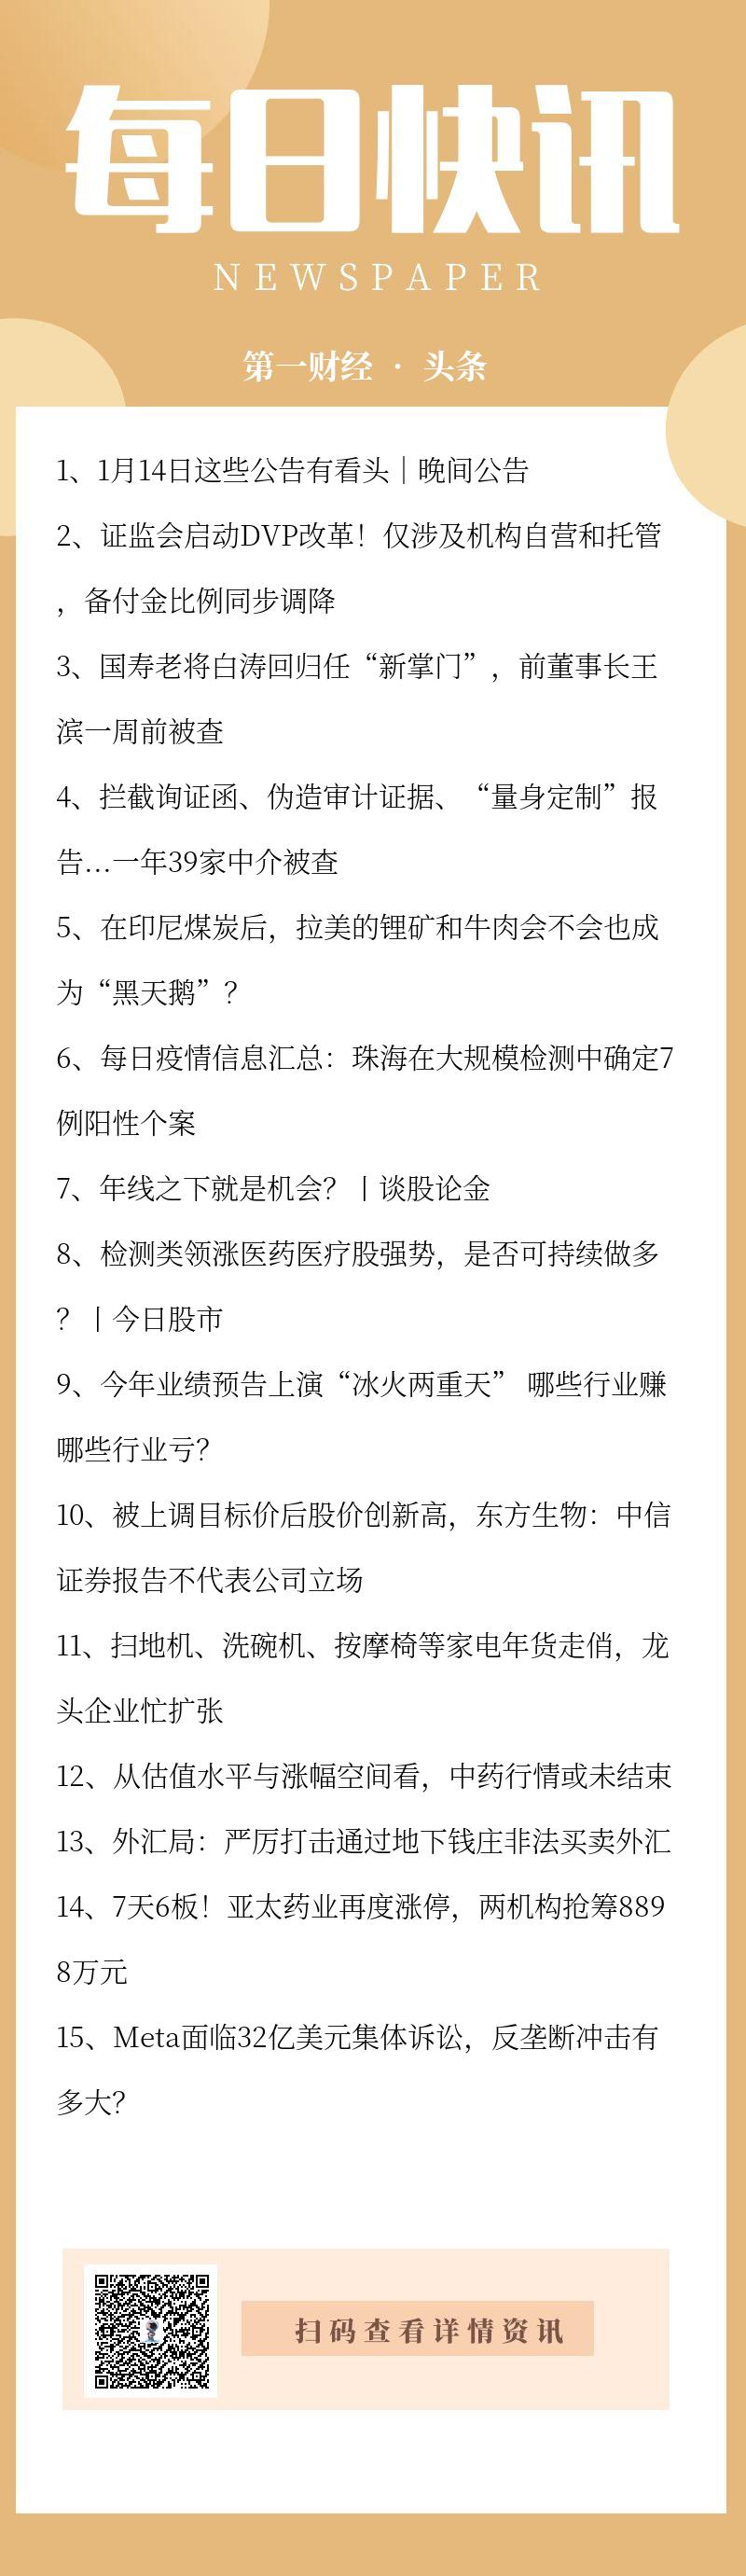 每日快讯
NEWSPAPER
第一财经 · 头条
1、1月14日这些公告有看头｜晚间公告
2、证监会启动DVP改革！仅涉及机构自营和托管
，备付金比例同步调降
3、国寿老将白涛回归任“新掌门”，前董事长王
滨一周前被查
4、拦截询证函、伪造审计证据、“量身定制”报
告…一年39家中介被查
5、在印尼煤炭后，拉美的锂矿和牛肉会不会也成
为“黑天鹅”？
6、每日疫情信息汇总：珠海在大规模检测中确定7
例阳性个案
7、年线之下就是机会？丨谈股论金
8、检测类领涨医药医疗股强势，是否可持续做多
？丨今日股市
9、今年业绩预告上演“冰火两重天” 哪些行业赚
哪些行业亏？
10、被上调目标价后股价创新高，东方生物：中信
证券报告不代表公司立场
11、扫地机、洗碗机、按摩椅等家电年货走俏，龙
头企业忙扩张
12、从估值水平与涨幅空间看，中药行情或未结束
13、外汇局：严厉打击通过地下钱庄非法买卖外汇
14、7天6板！亚太药业再度涨停，两机构抢筹889
8万元
15、Meta面临32亿美元集体诉讼，反垄断冲击有
多大？
扫码查看详情资讯